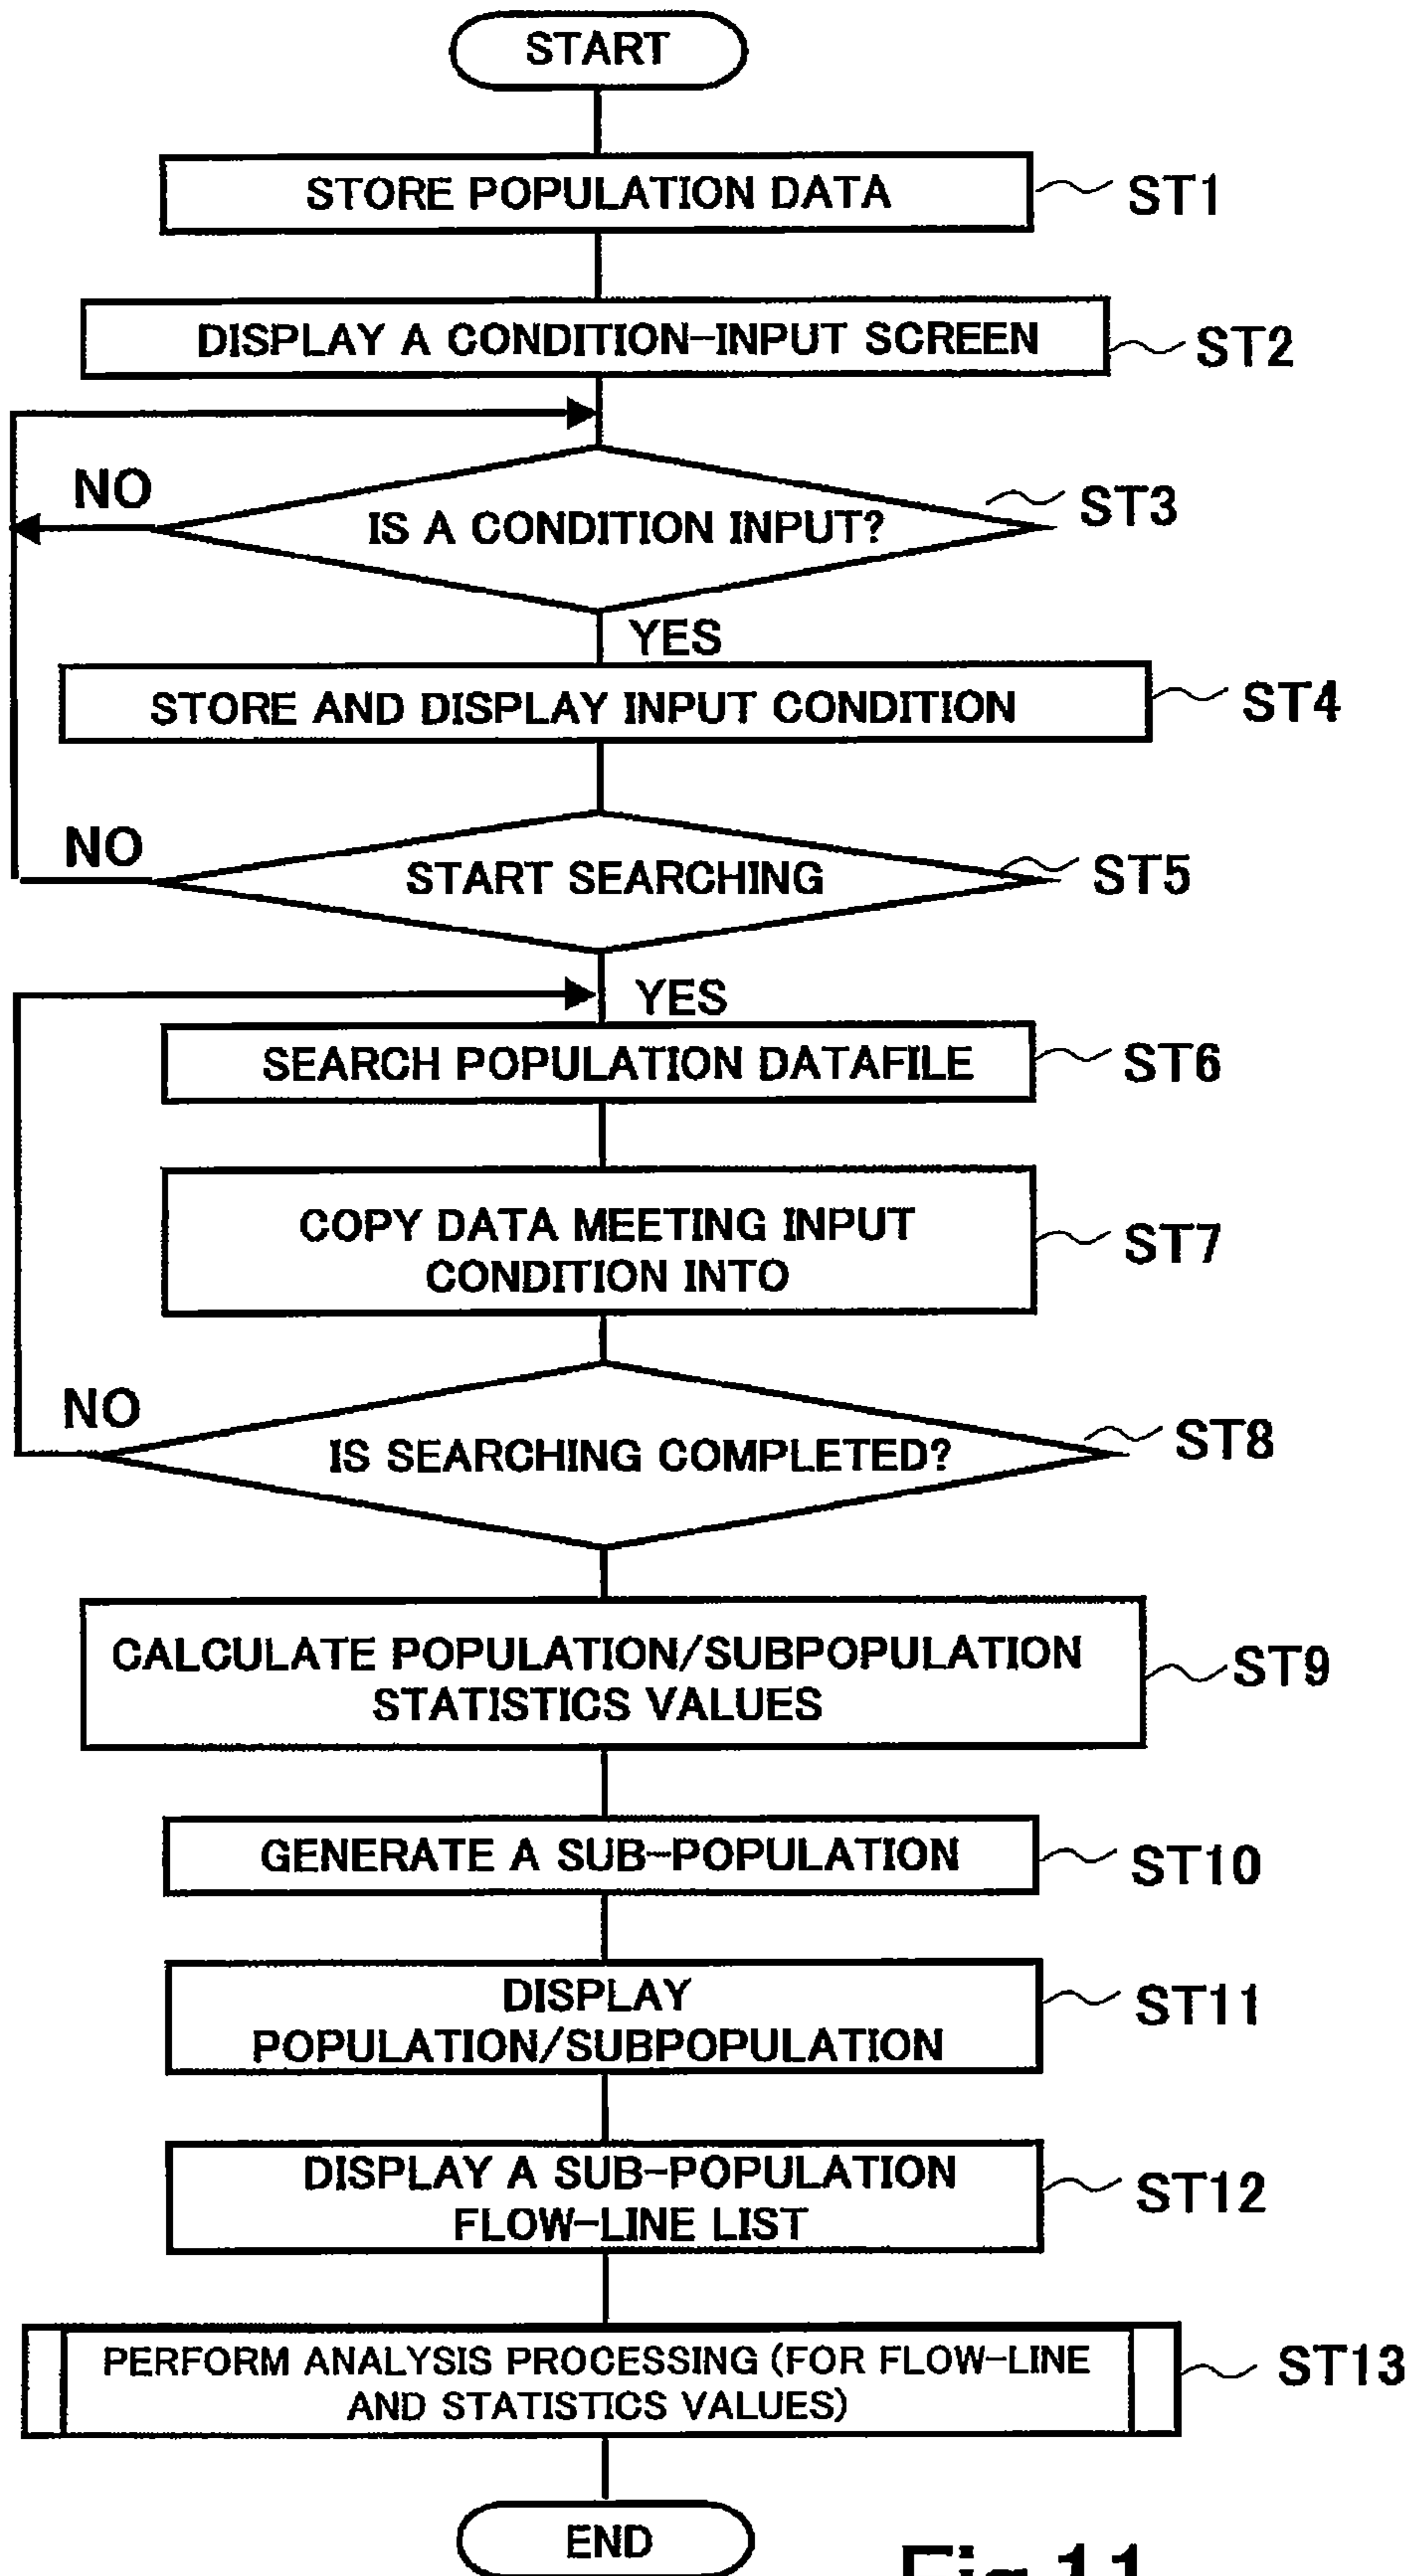 START
STORE POPULATION DATA
ST1
DISPLAY A CONDITION-INPUT SCREEN
ST2
NO
IS A CONDITION INPUT?
ST3
YES
STORE AND DISPLAY INPUT CONDITION
ST4
NO
START SEARCHING
ST5
YES
SEARCH POPULATION DATAFILE
ST6
COPY DATA MEETING INPUT
CONDITION INTO
ST7
NO
IS SEARCHING COMPLETED?
ST8
CALCULATE POPULATION/SUBPOPULATION
STATISTICS VALUES
ST9
GENERATE A SUB-POPULATION
ST10
DISPLAY
POPULATION/SUBPOPULATION
ST11
DISPLAY A SUB-POPULATION
FLOW-LINE LIST
ST12
PERFORM ANALYSIS PROCESSING (FOR FLOW-LINE
AND STATISTICS VALUES)
ST13
END
Fig.11